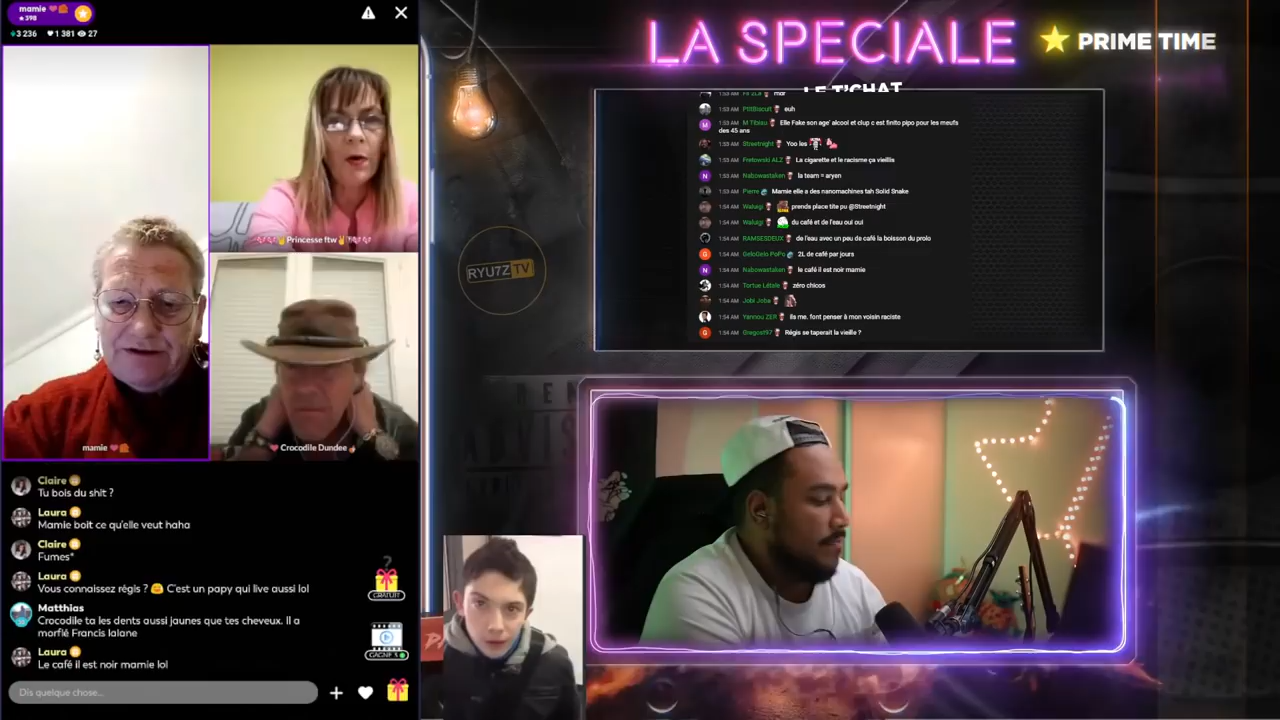 mamie
398
3 236 1 381 27
Princesse ftw
mamie
Crocodile Dundee
Claire
Tu bois du shit ?
Laura
Mamie boit ce qu'elle veut haha
Claire
Fumes*
Laura
Vous connaissez régis ? C'est un papy qui live aussi lol
Matthias
Crocodile ta les dents aussi jaunes que tes cheveux. Il a
morflé Francis lalane
Laura
Le café il est noir mamie lol
?
GRATUIT
GAGNE
Dis quelque chose...
RYU7Z TV
LA SPECIALE
PRIME TIME
LE T'CHAT
1:53 AM PtitBiscuit euh
1:53 AM M Tibiau Elle Fake son age' alcool et clup c est finito pipo pour les meufs
des 45 ans
1:53 AM Streetnight Yoo les
1:53 AM Fretowski ALZ La cigarette et le racisme ça vieillis
1:53 AM Nabowastaken la team = aryen
1:53 AM Pierre Mamie elle a des nanomachines tah Solid Snake
1:54 AM Waluigi prends place tite pu @Streetnight
1:54 AM Waluigi du café et de l'eau oui oui
1:54 AM RAMSESDEUX de l'eau avec un peu de café la boisson du prolo
1:54 AM GeloGelo PoPo 2L de café par jours
1:54 AM Nabowastaken le café il est noir mamie
1:54 AM Tortue Létale zéro chicos
1:54 AM Jobi Joba
1:54 AM Yannou ZER ils me. font penser à mon voisin raciste
1:54 AM Gregost97 Régis se taperait la vieille ?